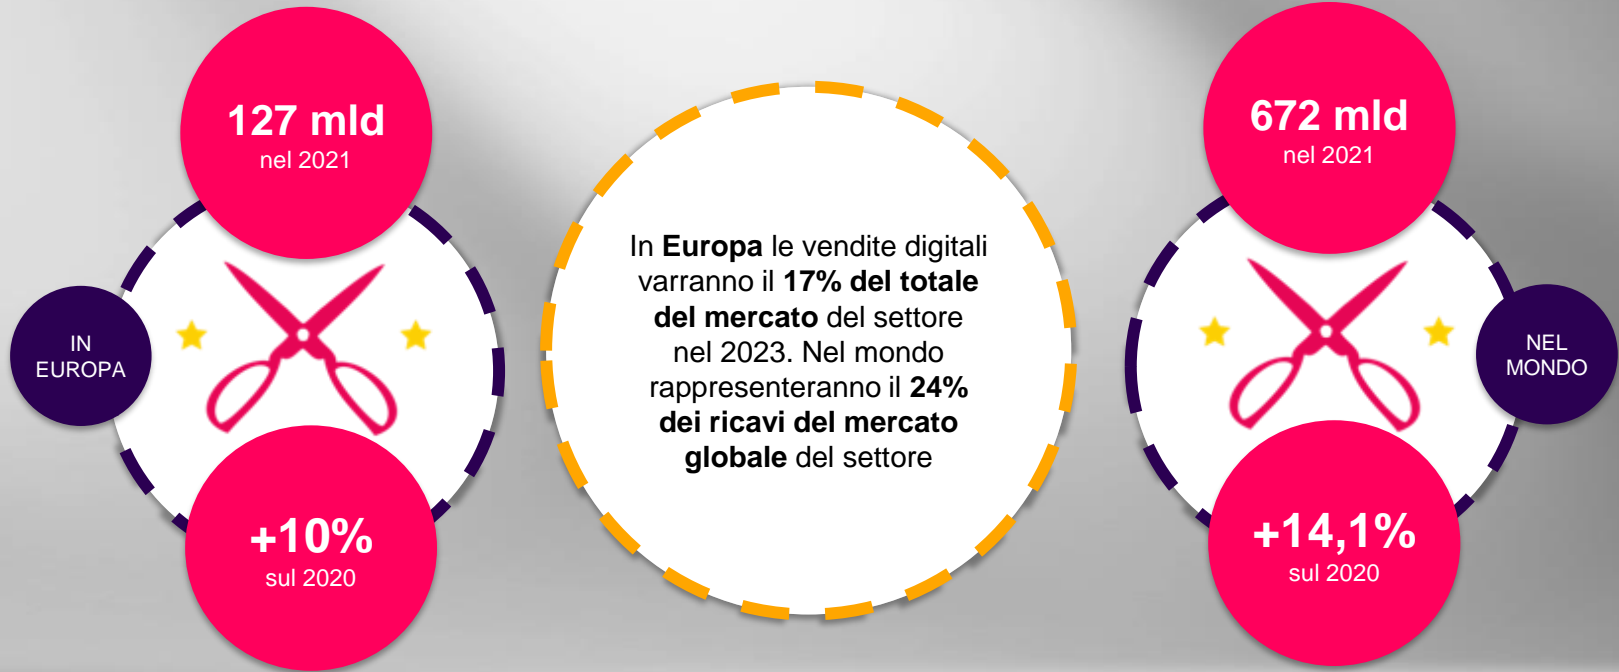 127 mld
nel 2021
IN
EUROPA
+10%
sul 2020
In Europa le vendite digitali
varranno il 17% del totale
del mercato del settore
nel 2023. Nel mondo
rappresenteranno il 24%
dei ricavi del mercato
globale del settore
672 mld
nel 2021
NEL
MONDO
+14,1%
sul 2020